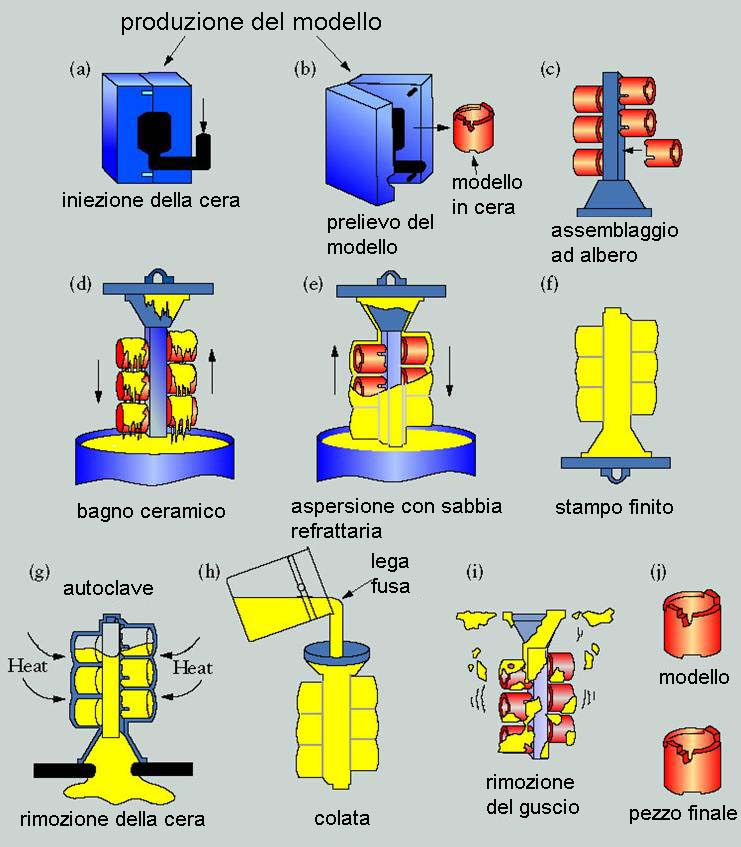 produzione del modello
(a)
(b)
(c)
iniezione della cera
prelievo del
modello
modello
in cera
assemblaggio
ad albero
(d)
(e)
(f)
bagno ceramico
aspersione con sabbia
refrattaria
stampo finito
(g)
autoclave
Heat
Heat
rimozione della cera
(h)
lega
fusa
colata
(i)
rimozione
del guscio
(j)
modello
pezzo finale